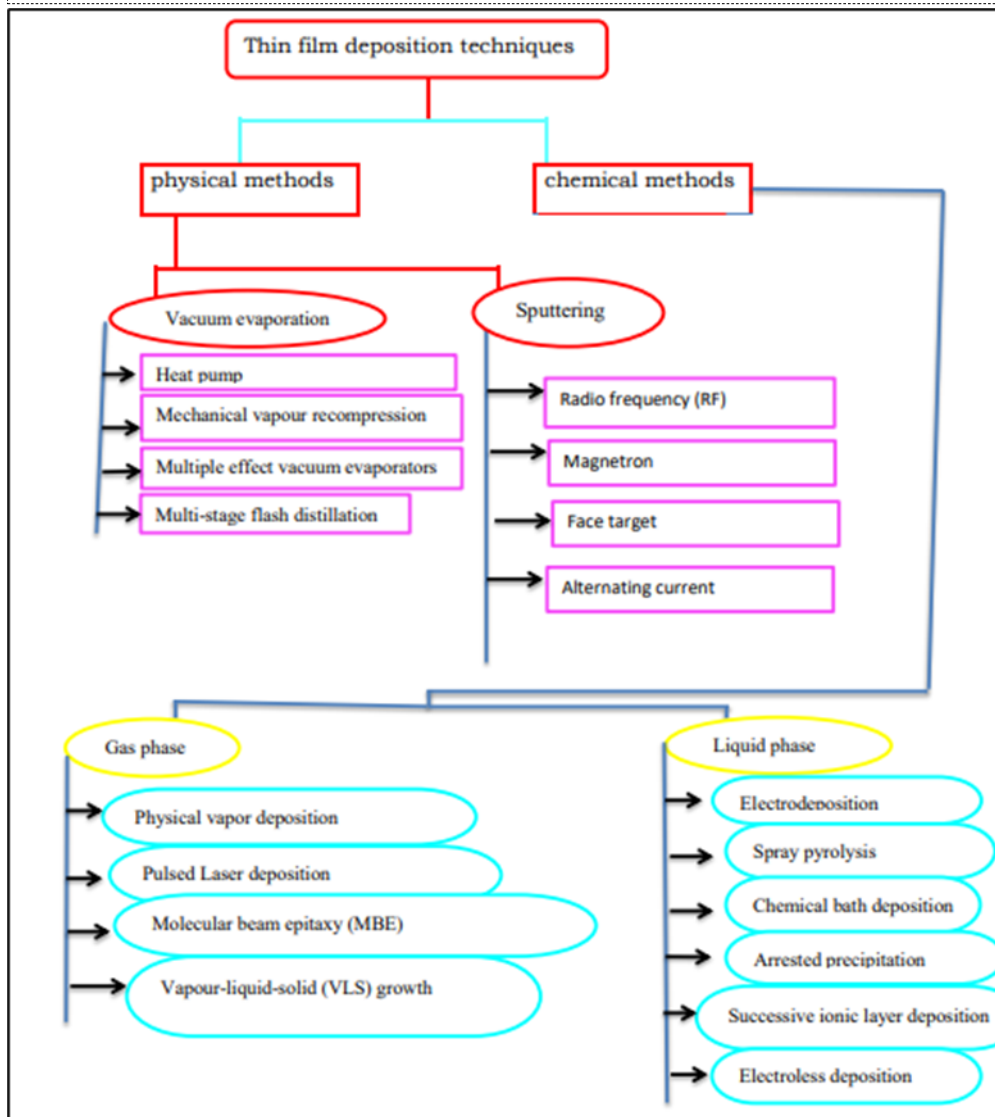 Thin film deposition techniques
physical methods
chemical methods
Vacuum evaporation
Heat pump
Mechanical vapour recompression
Multiple effect vacuum evaporators
Multi-stage flash distillation
Sputtering
Radio frequency (RF)
Magnetron
Face target
Alternating current
Gas phase
Physical vapor deposition
Pulsed Laser deposition
Molecular beam epitaxy (MBE)
Vapour-liquid-solid (VLS) growth
Liquid phase
Electrodeposition
Spray pyrolysis
Chemical bath deposition
Arrested precipitation
Successive ionic layer deposition
Electroless deposition